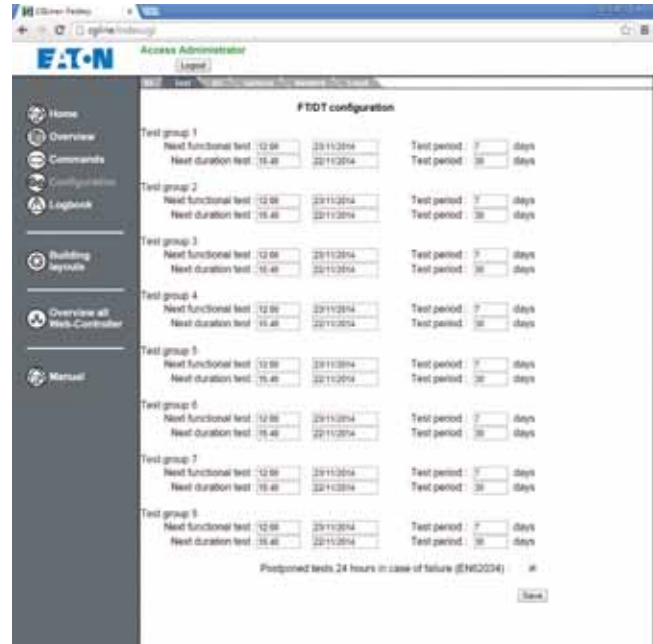 CGLine+ Testing
cgline/index.cgi
EATON
Access Administrator
Logout
Test
FT/DT configuration
Home
Overview
Commands
Configuration
Logbook
Building
layouts
Overview all
Web-Controller
Manual
Test group 1
Next functional test 12:00 23/11/2014 Test period : 7 days
Next duration test 15:40 22/11/2014 Test period : 30 days
Test group 2
Next functional test 12:00 23/11/2014 Test period : 7 days
Next duration test 15:40 22/11/2014 Test period : 30 days
Test group 3
Next functional test 12:00 23/11/2014 Test period : 7 days
Next duration test 15:40 22/11/2014 Test period : 30 days
Test group 4
Next functional test 12:00 23/11/2014 Test period : 7 days
Next duration test 15:40 22/11/2014 Test period : 30 days
Test group 5
Next functional test 12:00 23/11/2014 Test period : 7 days
Next duration test 15:40 22/11/2014 Test period : 30 days
Test group 6
Next functional test 12:00 23/11/2014 Test period : 7 days
Next duration test 15:40 22/11/2014 Test period : 30 days
Test group 7
Next functional test 12:00 23/11/2014 Test period : 7 days
Next duration test 15:40 22/11/2014 Test period : 30 days
Test group 8
Next functional test 12:00 23/11/2014 Test period : 7 days
Next duration test 15:40 22/11/2014 Test period : 30 days
Postponed tests 24 hours in case of failure (EN62034)
Save